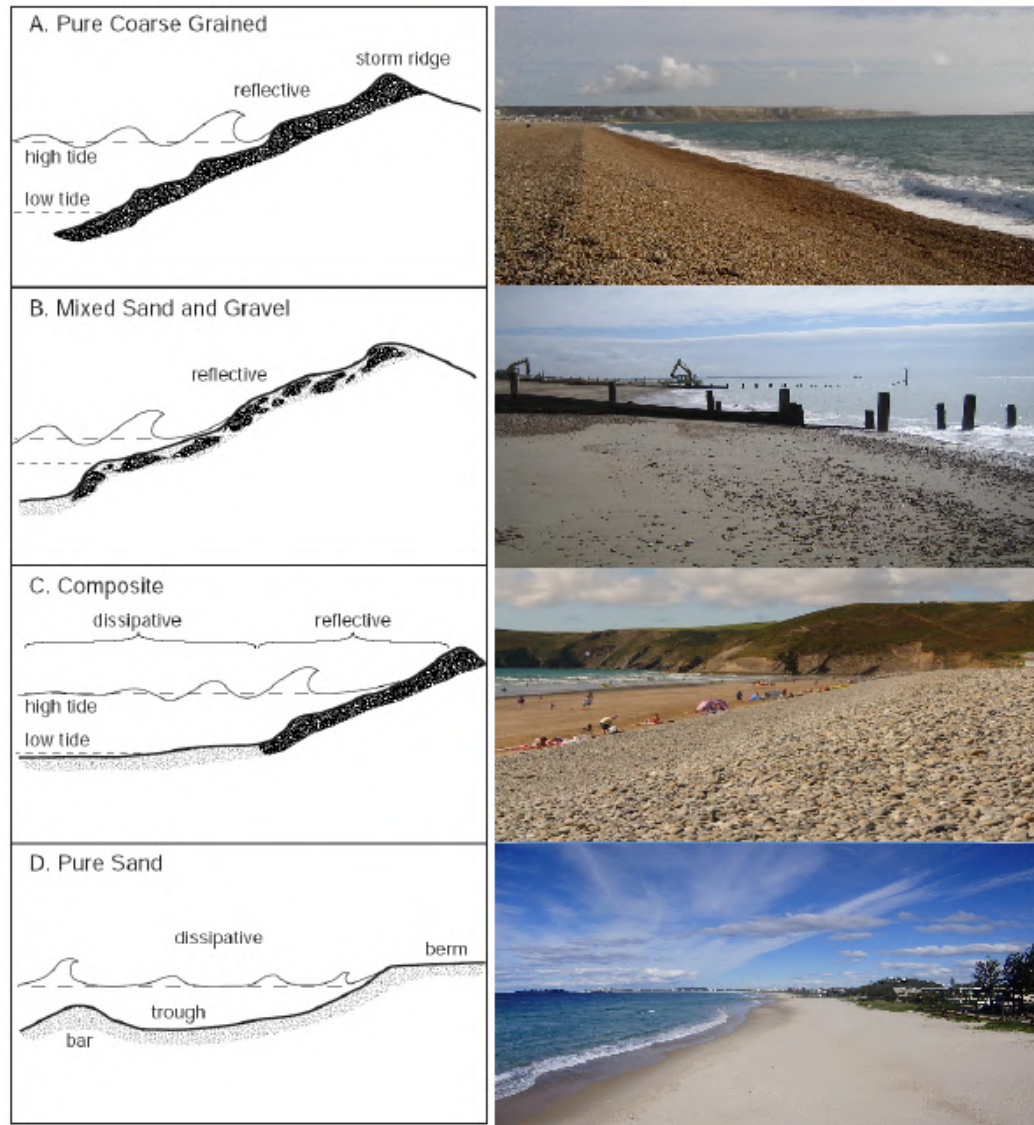 A. Pure Coarse Grained
storm ridge
reflective
high tide
low tide
B. Mixed Sand and Gravel
reflective
C. Composite
dissipative reflective
high tide
low tide
D. Pure Sand
dissipative
berm
trough
bar